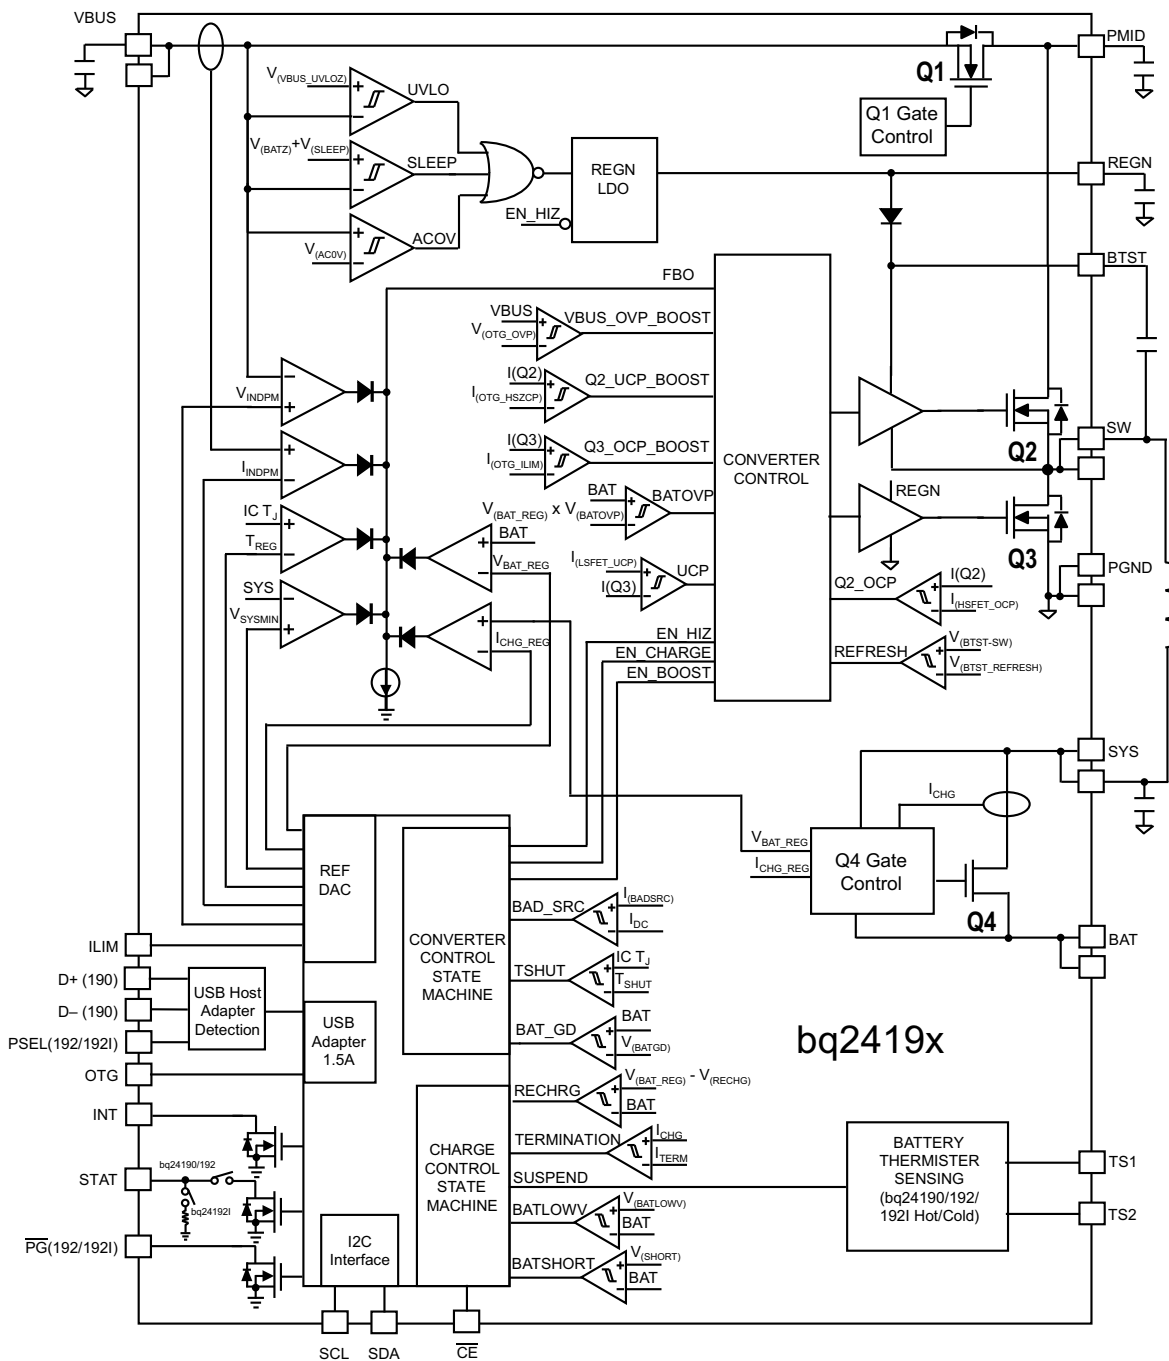 VBUS
PMID
Q1
Q1 Gate
Control
V(VBUS_UVLOZ)
UVLO
V(BATZ)+V(SLEEP)
SLEEP
REGN
LDO
REGN
EN_HIZ
ACOV
V(AC0V)
BTST
FBO
VBUS
V(OTG_OVP)
VBUS_OVP_BOOST
I(Q2)
I(OTG_HSZCP)
Q2_UCP_BOOST
VINDPM
I(Q3)
I(OTG_ILIM)
Q3_OCP_BOOST
SW
Q2
CONVERTER
CONTROL
IINDPM
BAT
V(BAT_REG) x V(BATOVP)
BATOVP
REGN
IC TJ
TREG
BAT
VBAT_REG
Q3
I(LSFET_UCP)
I(Q3)
UCP
PGND
Q2_OCP
I(Q2)
I(HSFET_OCP)
SYS
VSYSMIN
ICHG_REG
EN_HIZ
EN_CHARGE
EN_BOOST
REFRESH
V(BTST-SW)
V(BTST_REFRESH)
SYS
ICHG
VBAT_REG
ICHG_REG
Q4 Gate
Control
Q4
BAT
REF
DAC
CONVERTER
CONTROL
STATE
MACHINE
BAD_SRC
I(BADSRC)
IDC
TSHUT
IC TJ
TSHUT
BAT_GD
BAT
V(BATGD)
bq2419x
ILIM
D+ (190)
D– (190)
PSEL(192/192I)
OTG
USB Host
Adapter
Detection
USB
Adapter
1.5A
INT
STAT
bq24190/192
bq24192I
PG(192/192I)
CHARGE
CONTROL
STATE
MACHINE
RECHRG
V(BAT_REG) - V(RECHG)
BAT
TERMINATION
ICHG
ITERM
SUSPEND
BATLOWV
V(BATLOWV)
BAT
BATSHORT
V(SHORT)
BAT
BATTERY
THERMISTER
SENSING
(bq24190/192/
192I Hot/Cold)
TS1
TS2
I2C
Interface
SCL
SDA
CE